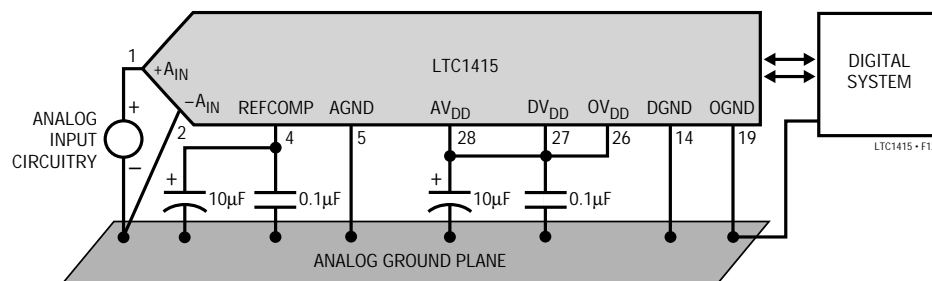 1
+AIN
LTC1415
DIGITAL
SYSTEM
−AIN
REFCOMP
AGND
AVDD
DVDD
OVDD
DGND
OGND
ANALOG
INPUT
CIRCUITRY
+
−
2
4
5
28
27
26
14
19
LTC1415 • F1
+
10µF
0.1µF
+
10µF
0.1µF
ANALOG GROUND PLANE